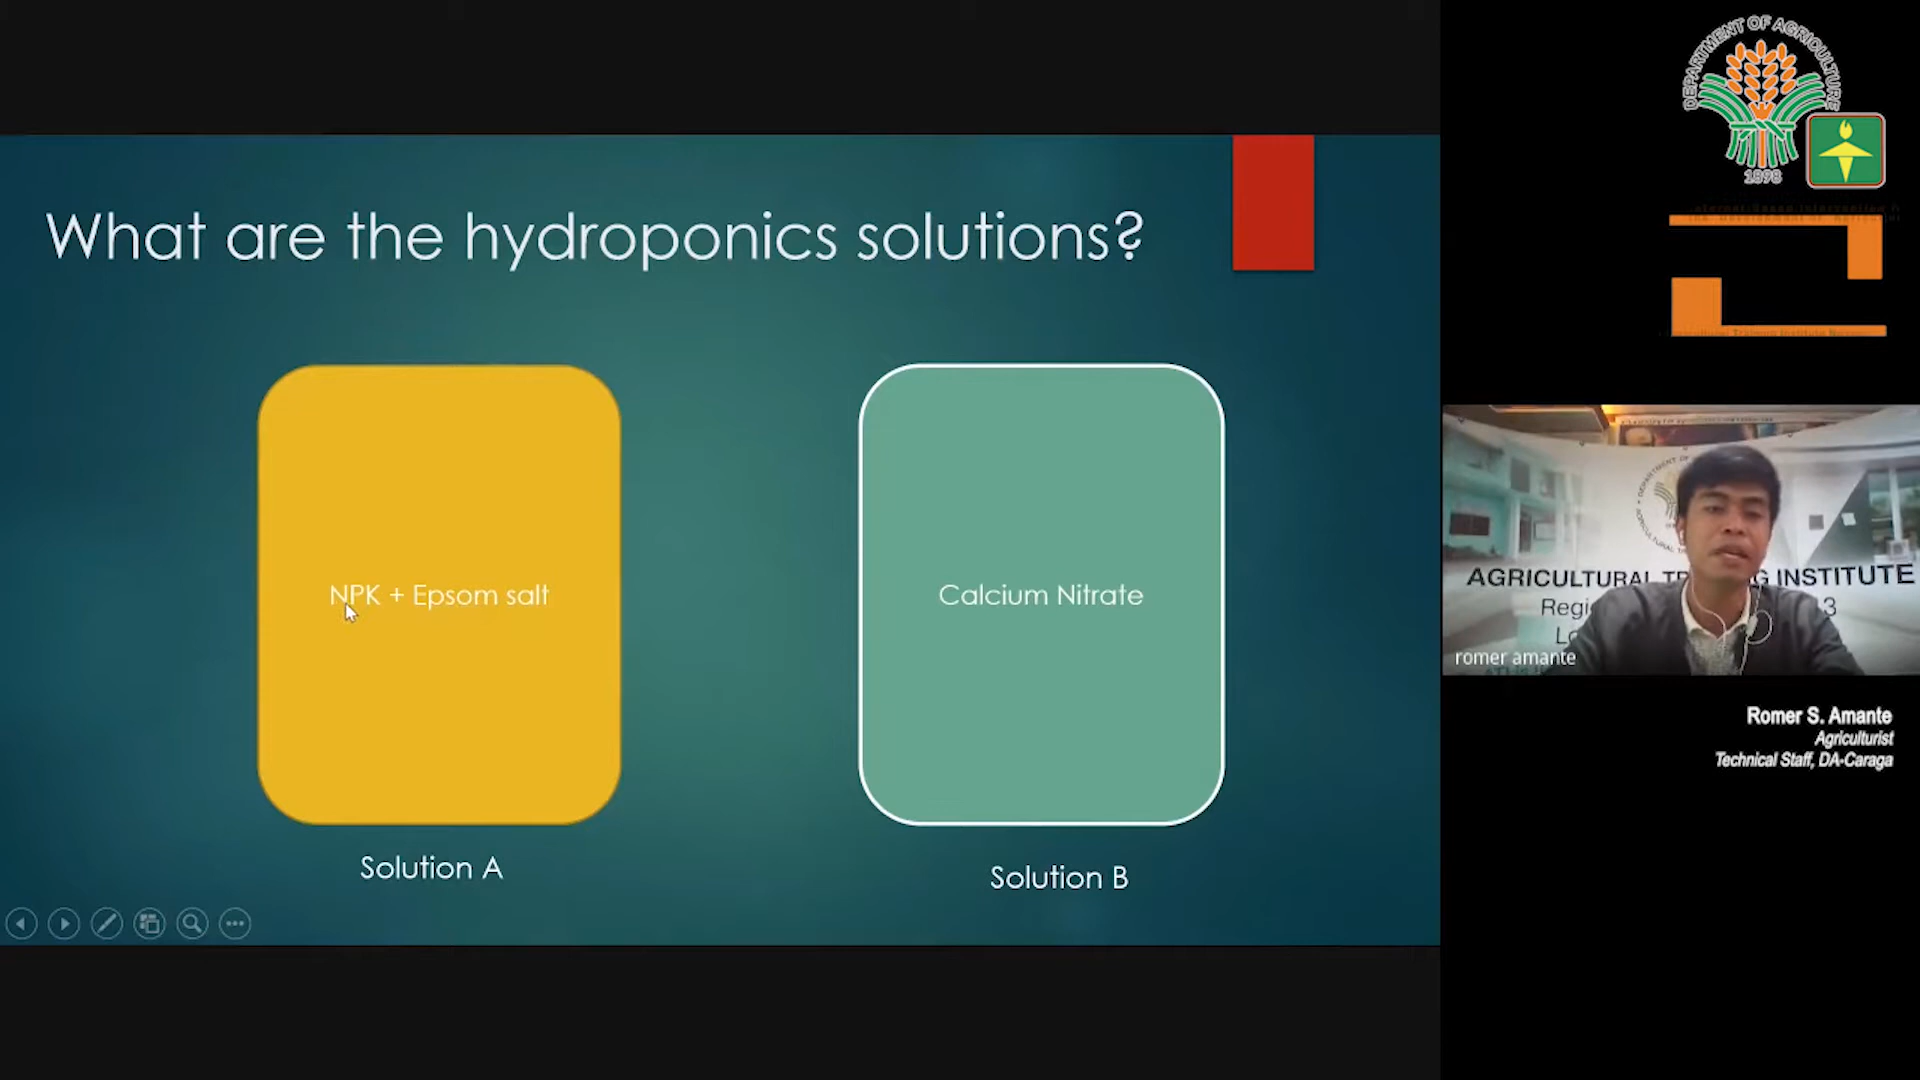 What are the hydroponics solutions?
NPK + Epsom salt
Calcium Nitrate
Solution A
Solution B
DEPARTMENT OF AGRICULTURE
1898
AGRICULTURAL
INSTITUTE
3
romer amante
Romer S. Amante
Agriculturist
Technical Staff, DA-Caraga